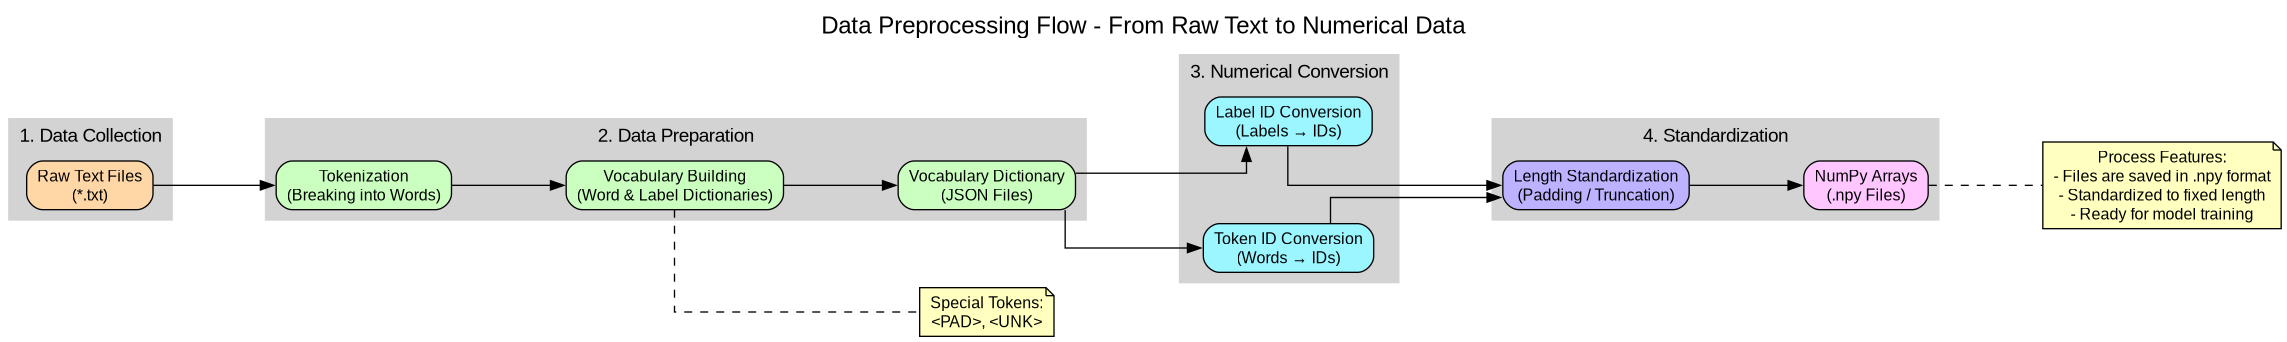 Data Preprocessing Flow - From Raw Text to Numerical Data
1. Data Collection
Raw Text Files
(*.txt)
2. Data Preparation
Tokenization
(Breaking into Words)
Vocabulary Building
(Word & Label Dictionaries)
Vocabulary Dictionary
(JSON Files)
Special Tokens:
<PAD>, <UNK>
3. Numerical Conversion
Label ID Conversion
(Labels → IDs)
Token ID Conversion
(Words → IDs)
4. Standardization
Length Standardization
(Padding / Truncation)
NumPy Arrays
(.npy Files)
Process Features:
- Files are saved in .npy format
- Standardized to fixed length
- Ready for model training